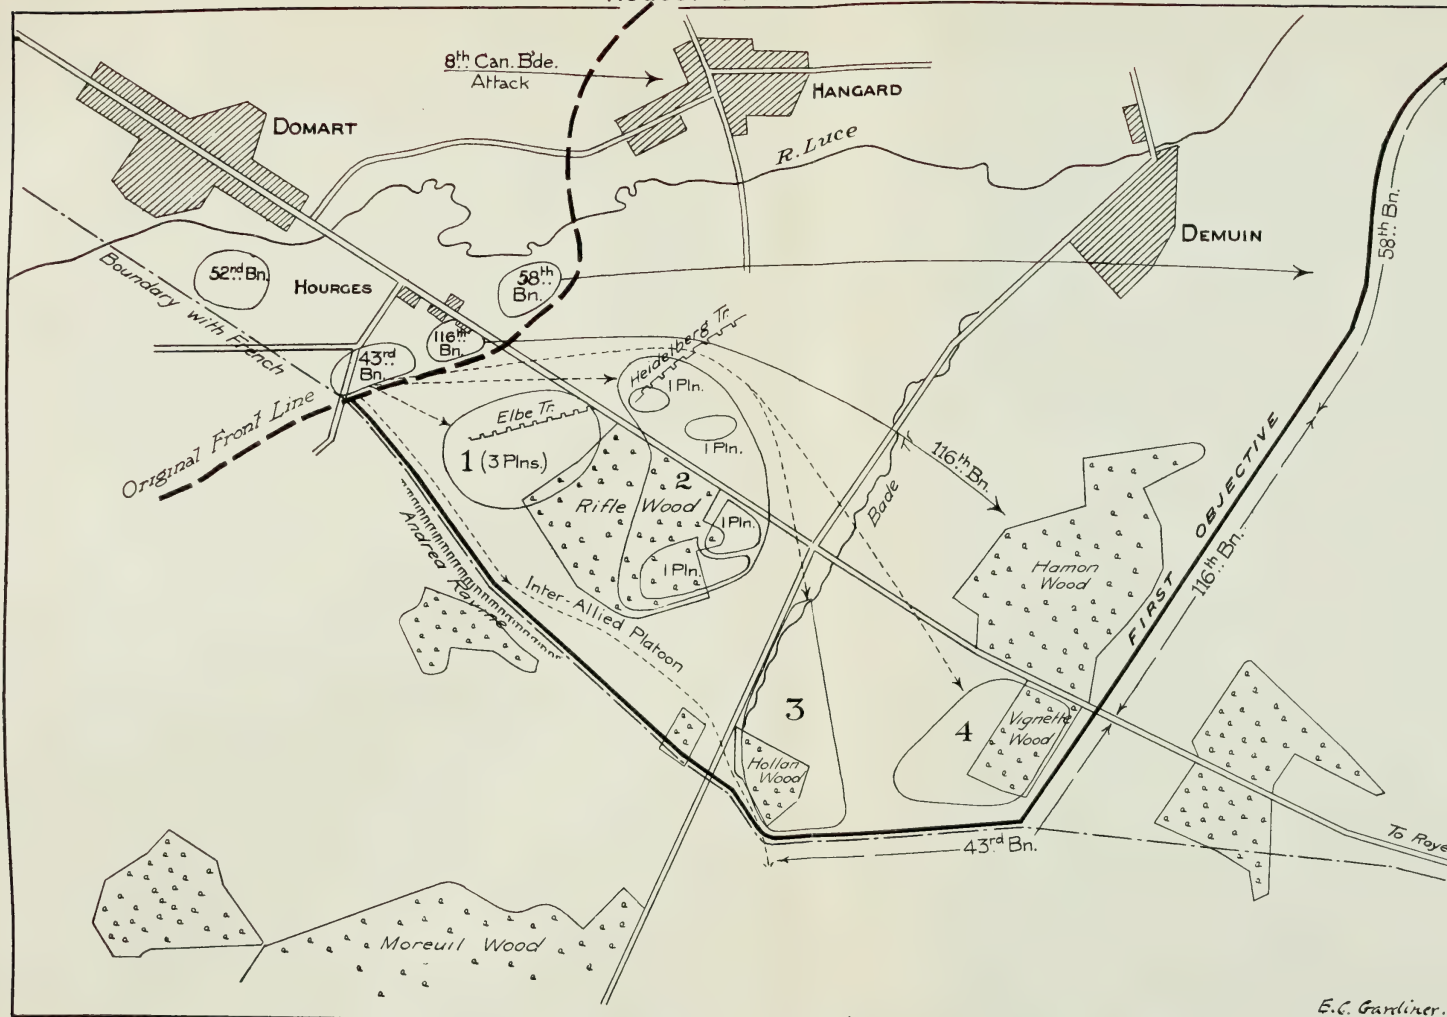 8th Can. B'de.
Attack
HANGARD
DOMART
R. Luce
DEMUIN
58th Bn.
Boundary with French
52nd Bn.
HOURGES
58th
Bn.
116th
Bn.
43rd
Bn.
Heidelberg Tr.
1 Pln.
Elbe Tr.
1 Pln.
Original Front Line
1 (3 Plns.)
2
Rifle Wood
1 Pln.
1 Pln.
116th Bn.
Bade
Andrea Ravine
Inter-Allied Platoon
Hamon
Wood
FIRST OBJECTIVE
116th Bn.
3
4
Vignette
Wood
Hollan
Wood
43rd Bn.
To Roye
Moreuil Wood
E.C. Gardiner.